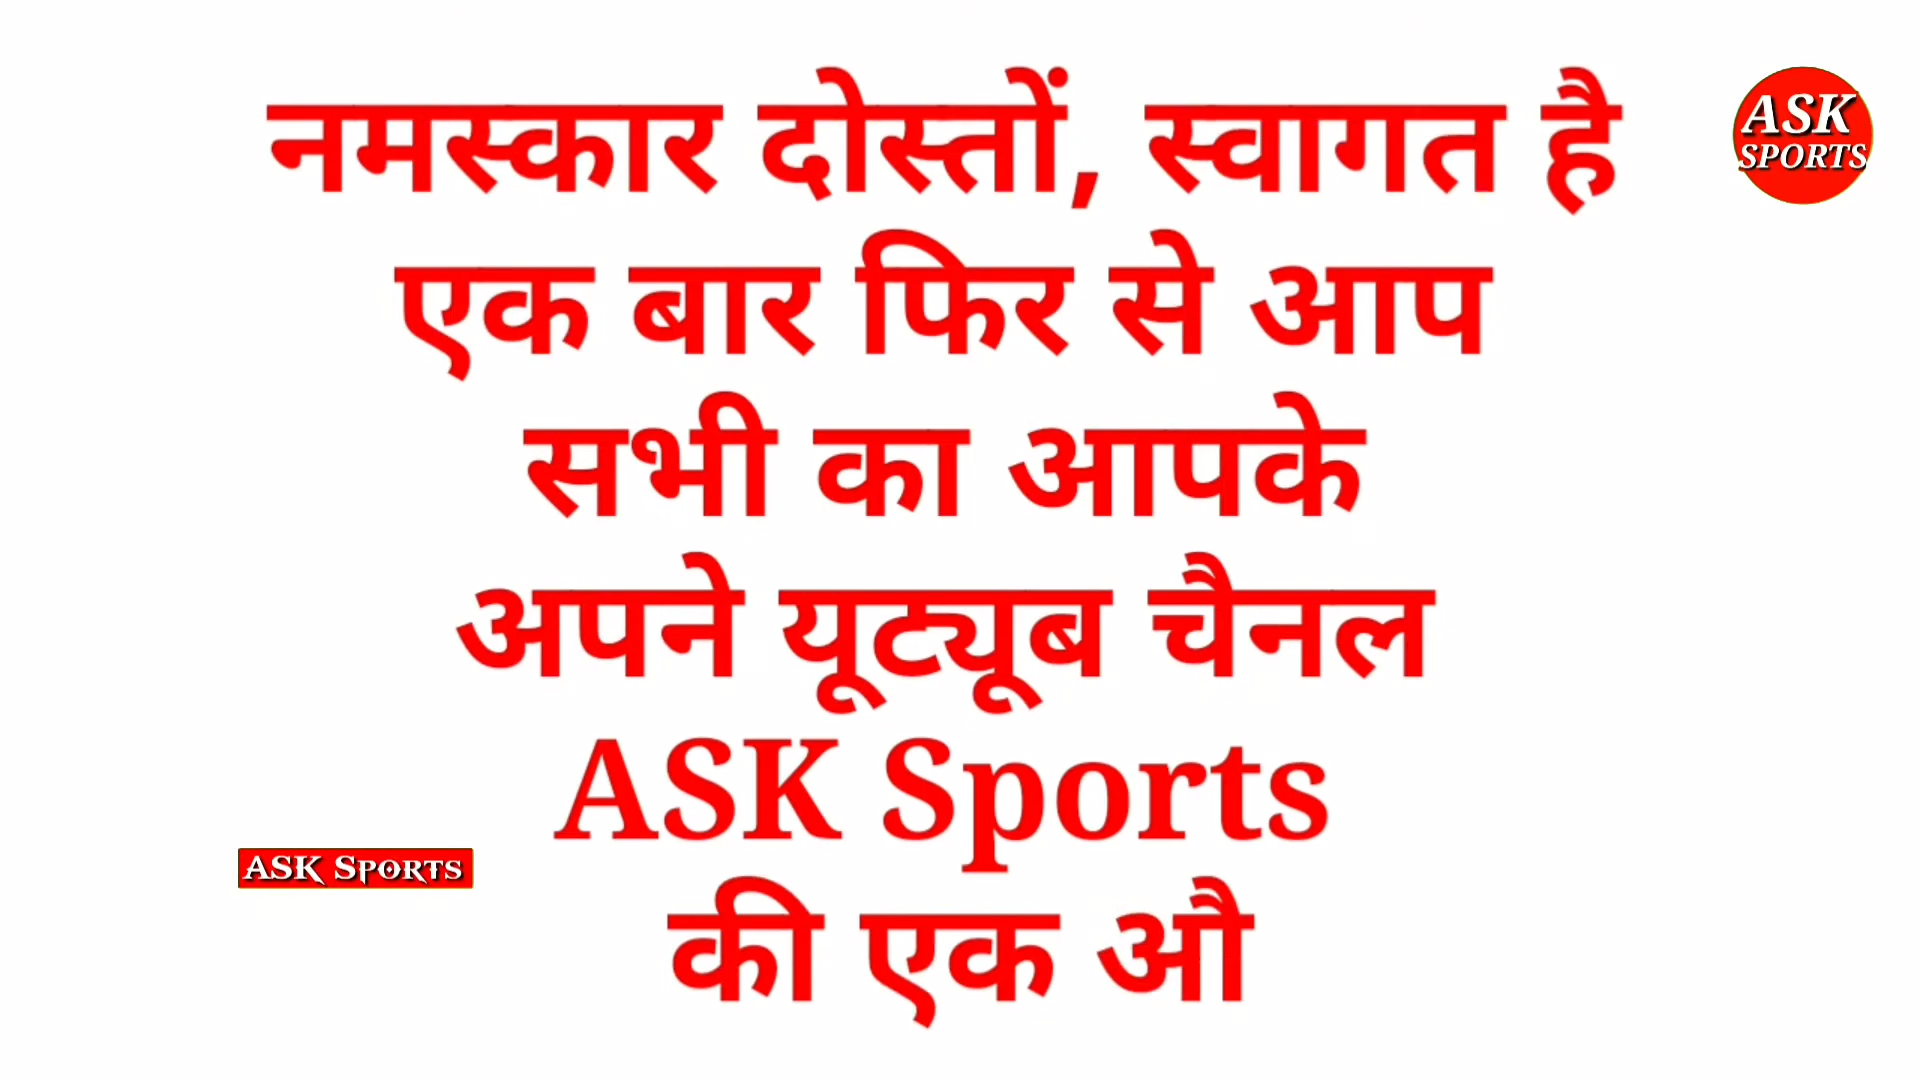 नमस्कार दोस्तों, स्वागत है
एक बार फिर से आप
सभी का आपके
अपने यूट्यूब चैनल
ASK Sports
की एक औ
ASK
SPORTS
ASK SPORTS